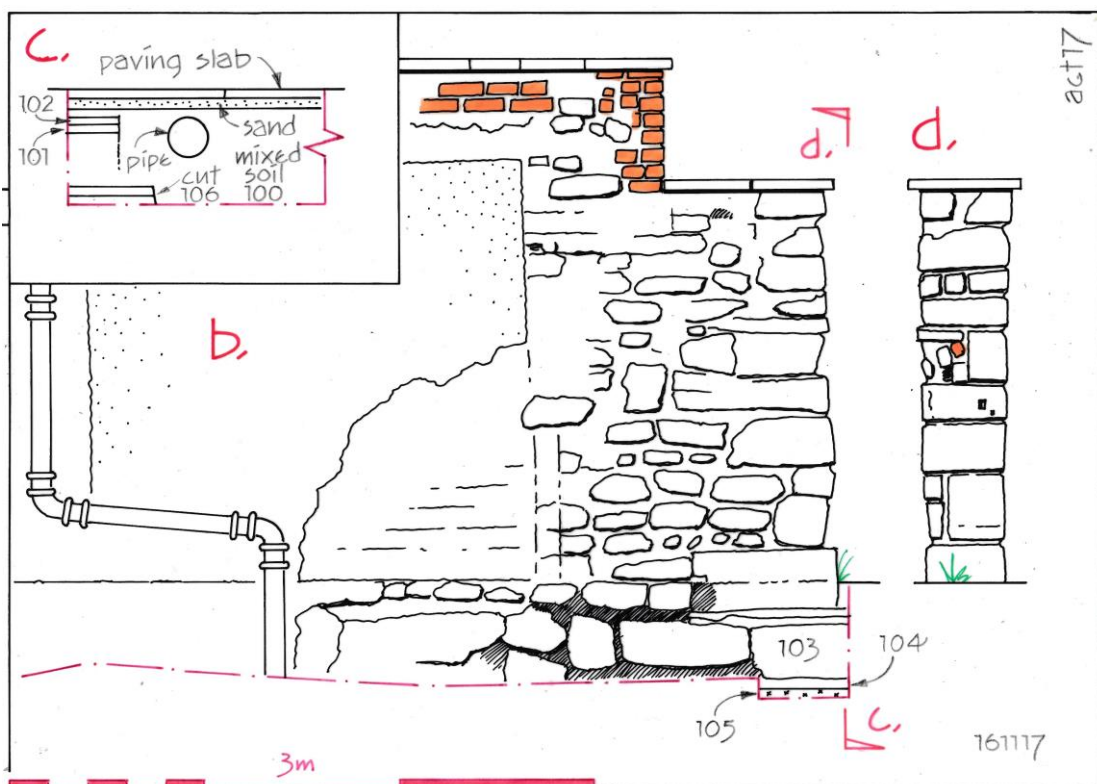 c.
paving slab
102
101
pipe
sand
mixed
soil
100
cut
106
act17
d.
d.
b.
103
104
105
c.
161117
3m